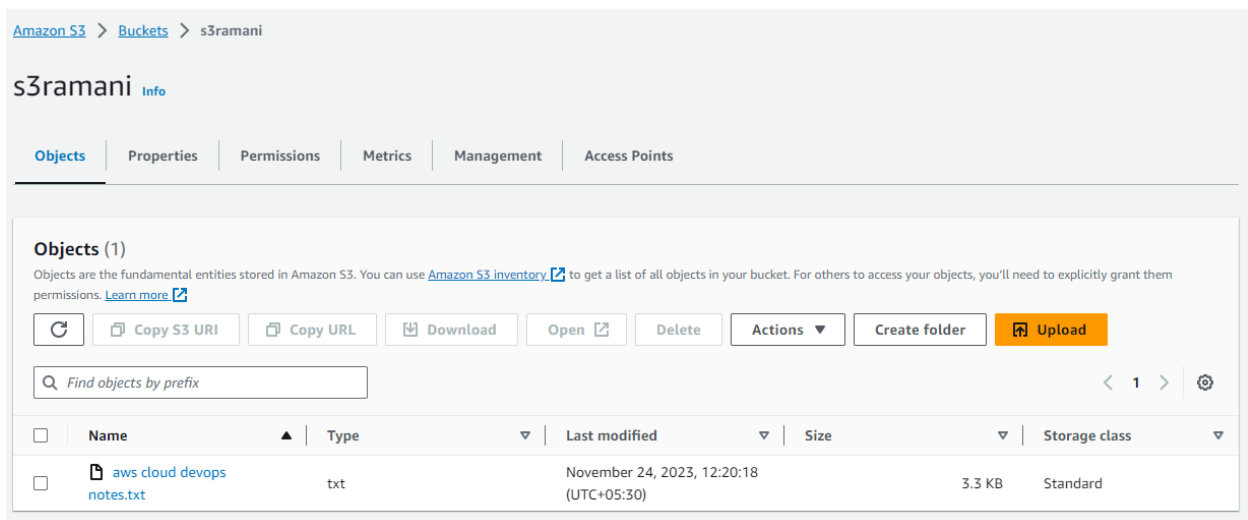 Amazon S3 > Buckets > s3ramani
s3ramani Info
Objects Properties Permissions Metrics Management Access Points
Objects (1)
Objects are the fundamental entities stored in Amazon S3. You can use Amazon S3 inventory to get a list of all objects in your bucket. For others to access your objects, you'll need to explicitly grant them
permissions. Learn more
Copy S3 URI Copy URL Download Open Delete Actions Create folder Upload
Find objects by prefix 1
Name Type Last modified Size Storage class
aws cloud devops November 24, 2023, 12:20:18
txt 3.3 KB Standard
notes.txt (UTC+05:30)